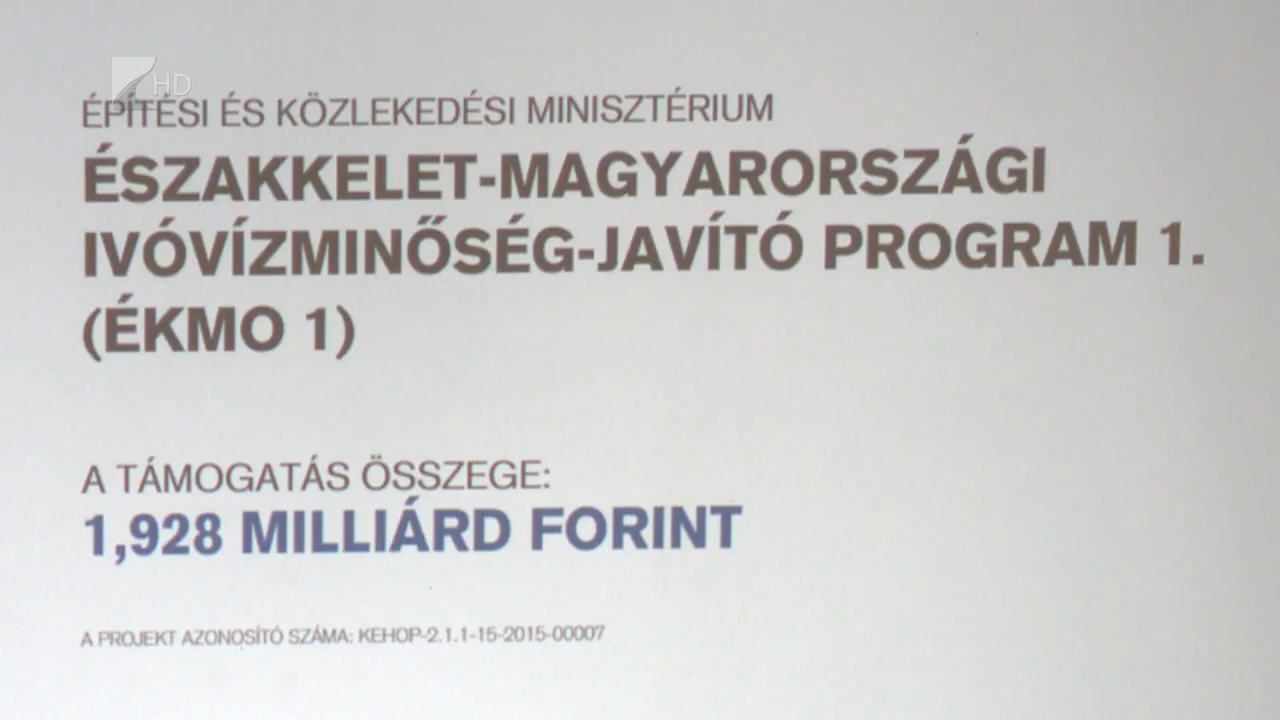 HD
ÉPÍTÉSI ÉS KÖZLEKEDÉSI MINISZTÉRIUM
ÉSZAKKELET-MAGYARORSZÁGI
IVÓVÍZMINŐSÉG-JAVÍTÓ PROGRAM 1.
(ÉKMO 1)
A TÁMOGATÁS ÖSSZEGE:
1,928 MILLIÁRD FORINT
A PROJEKT AZONOSÍTÓ SZÁMA: KEHOP-2.1.1-15-2015-00007